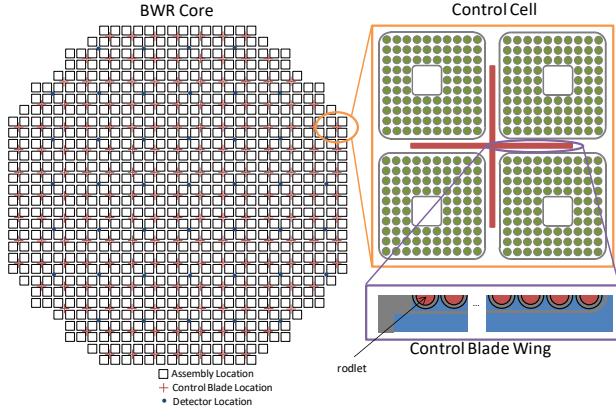 BWR Core
Control Cell
...
Control Blade Wing
rodlet
Assembly Location
Control Blade Location
Detector Location